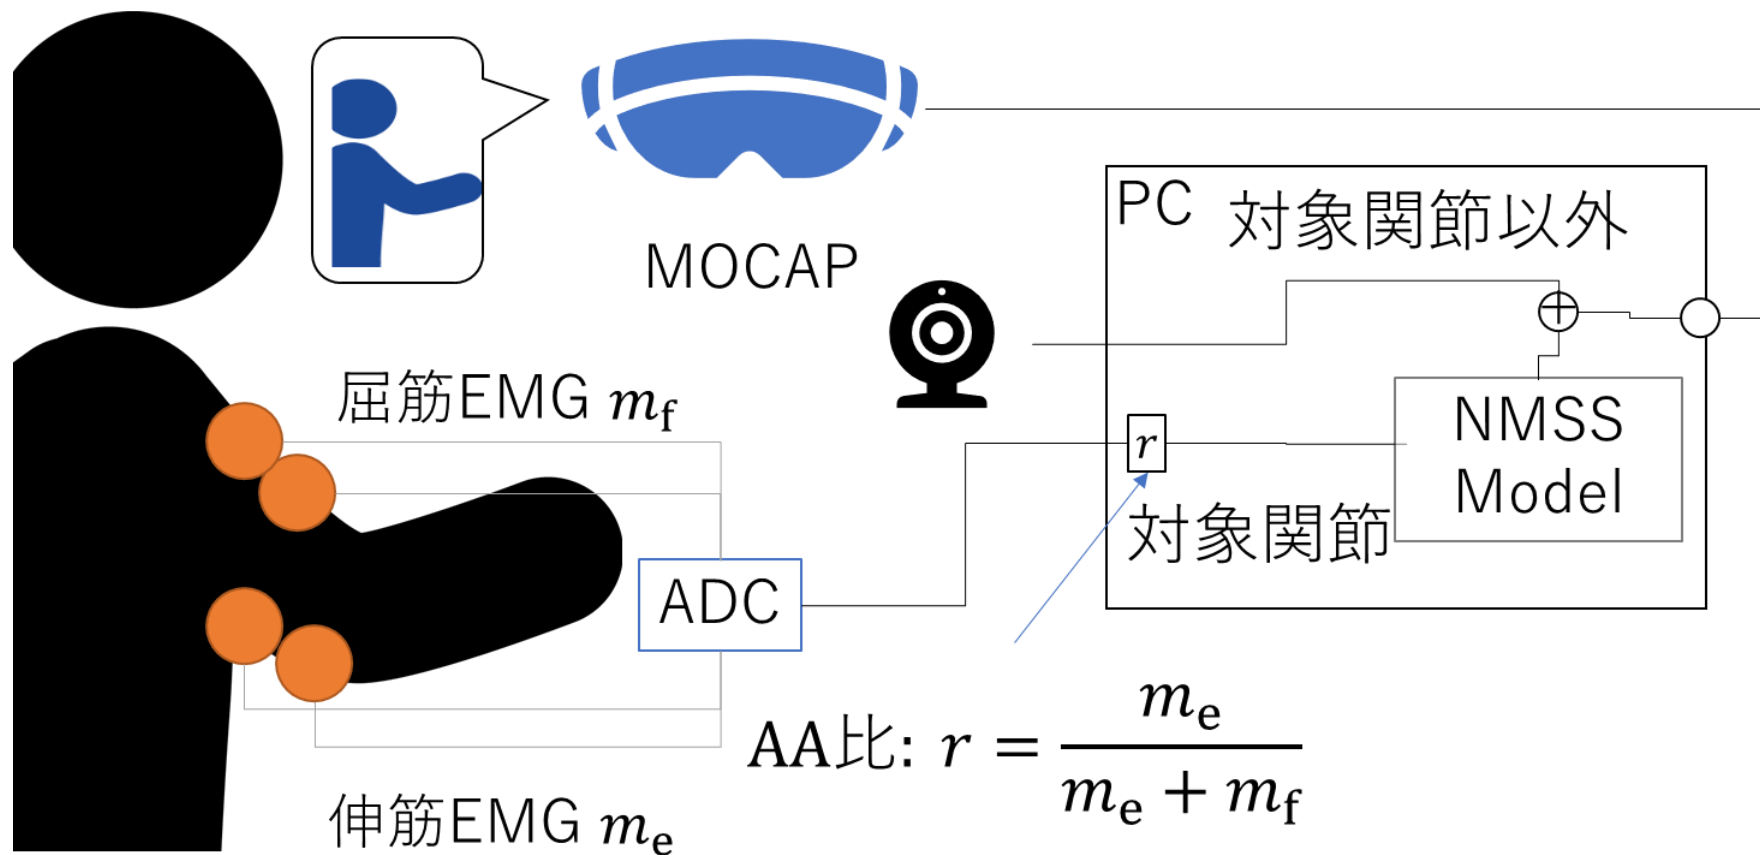 MOCAP
PC
対象関節以外
屈筋EMG m_f
r
NMSS
Model
対象関節
ADC
AA比: r = m_e / (m_e + m_f)
伸筋EMG m_e